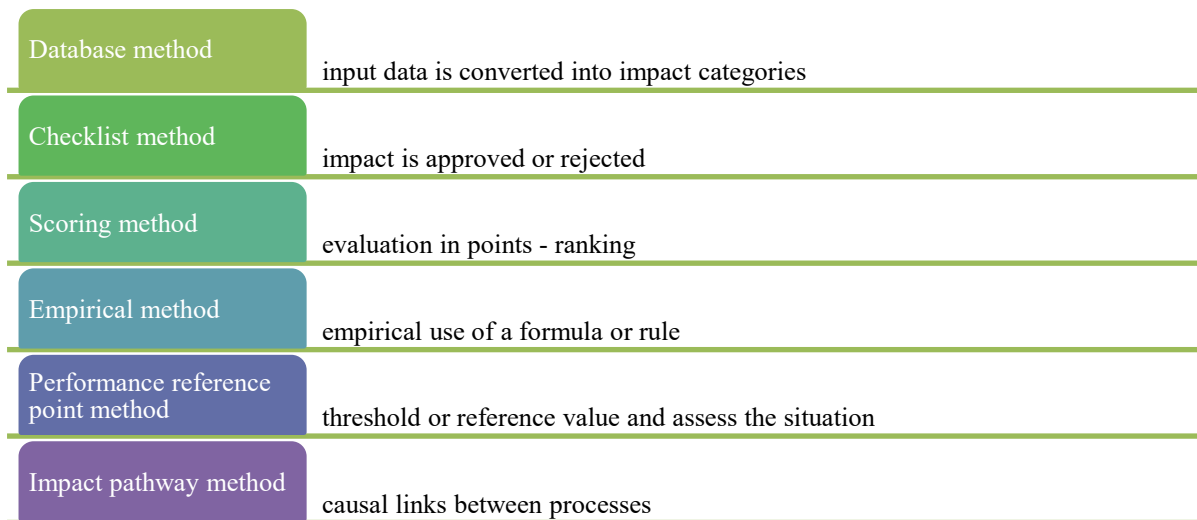 Database method
input data is converted into impact categories
Checklist method
impact is approved or rejected
Scoring method
evaluation in points - ranking
Empirical method
empirical use of a formula or rule
Performance reference
point method
threshold or reference value and assess the situation
Impact pathway method
causal links between processes